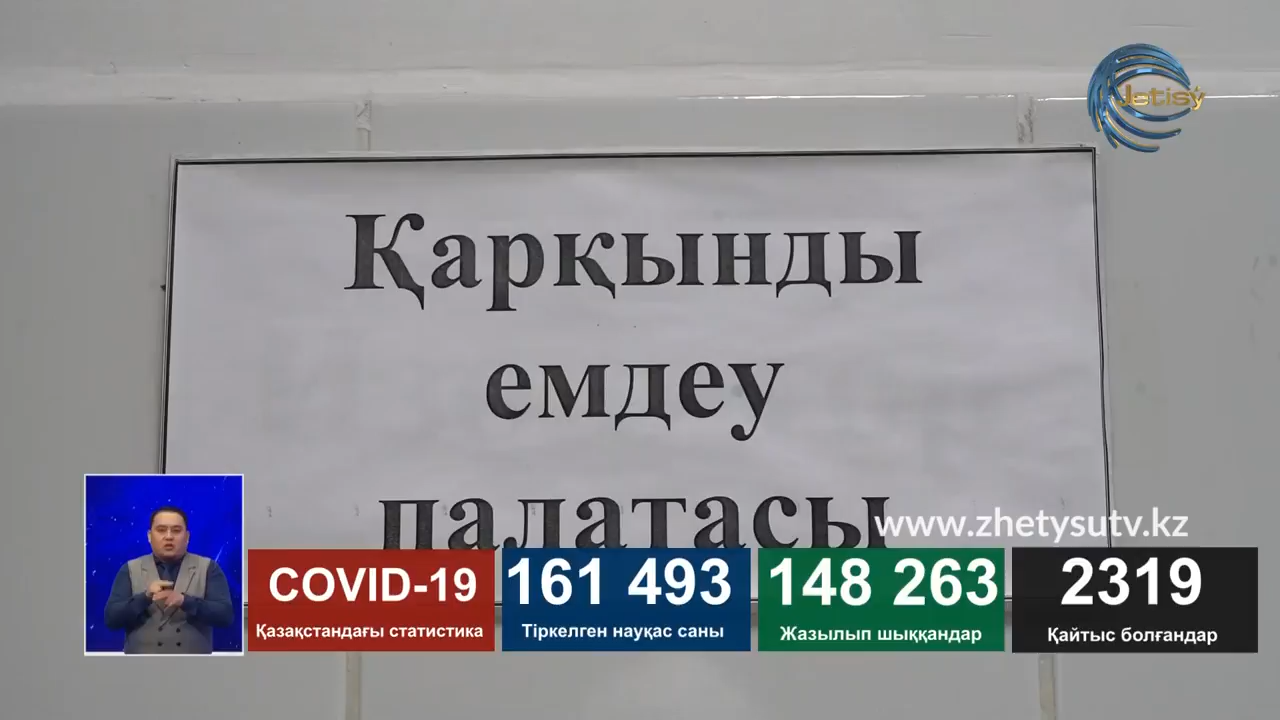 Jetisý
Қарқынды
емдеу
палатасы
www.zhetysutv.kz
COVID-19
Қазақстандағы статистика
161 493
Тіркелген науқас саны
148 263
Жазылып шыққандар
2319
Қайтыс болғандар